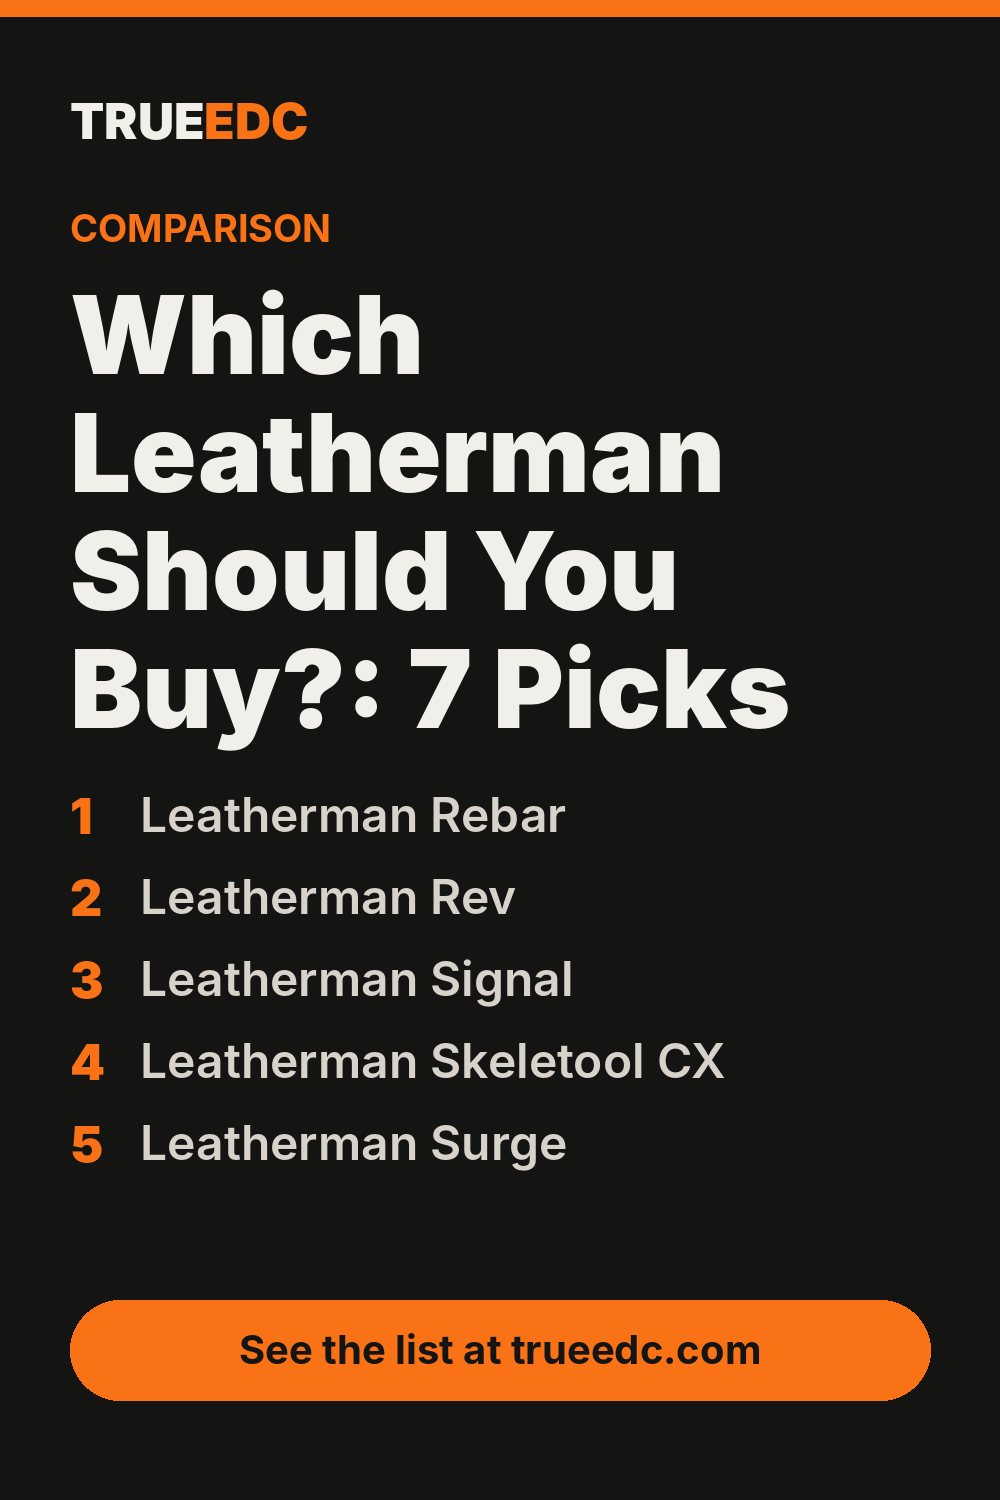 TRUEEDC
COMPARISON
Which
Leatherman
Should You
Buy?: 7 Picks
1 Leatherman Rebar
2 Leatherman Rev
3 Leatherman Signal
4 Leatherman Skeletool CX
5 Leatherman Surge
See the list at trueedc.com